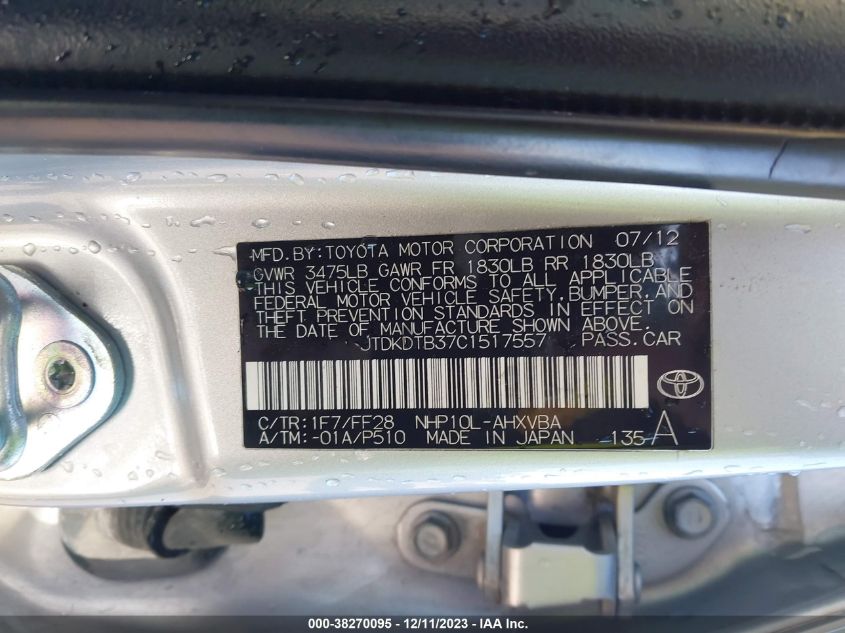 MFD.BY:TOYOTA MOTOR CORPORATION 07/12
GVWR 3475LB GAWR FR 1830LB RR 1830LB
THIS VEHICLE CONFORMS TO ALL APPLICABLE
FEDERAL MOTOR VEHICLE SAFETY,BUMPER,AND
THEFT PREVENTION STANDARDS IN EFFECT ON
THE DATE OF MANUFACTURE SHOWN ABOVE.
JTDKDTB37C1517557 PASS.CAR
C/TR:1F7/FF28 NHP10L-AHXVBA
A/TM:-01A/P510 MADE IN JAPAN 135-A
000-38270095 - 12/11/2023 - IAA Inc.